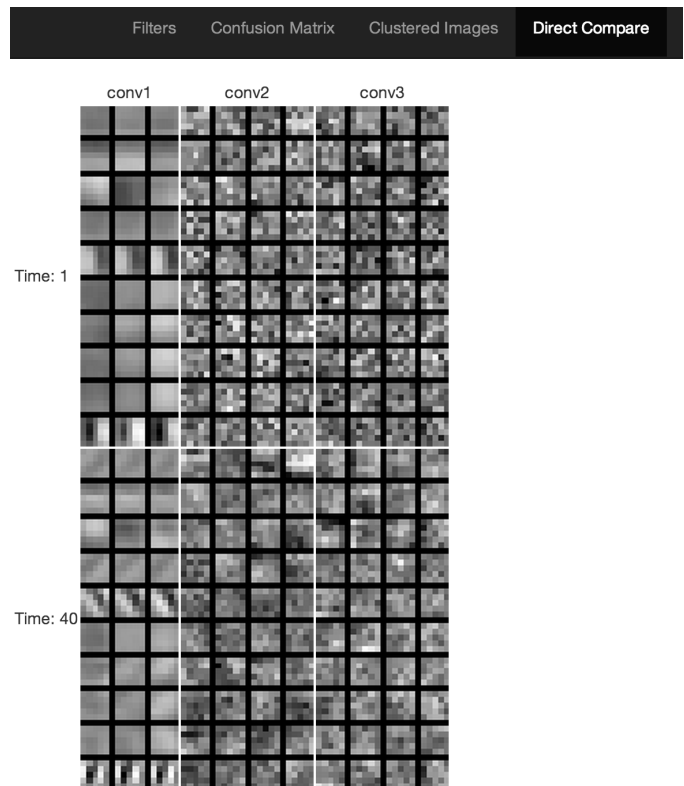 Filters Confusion Matrix Clustered Images Direct Compare
conv1 conv2 conv3
Time: 1
Time: 40